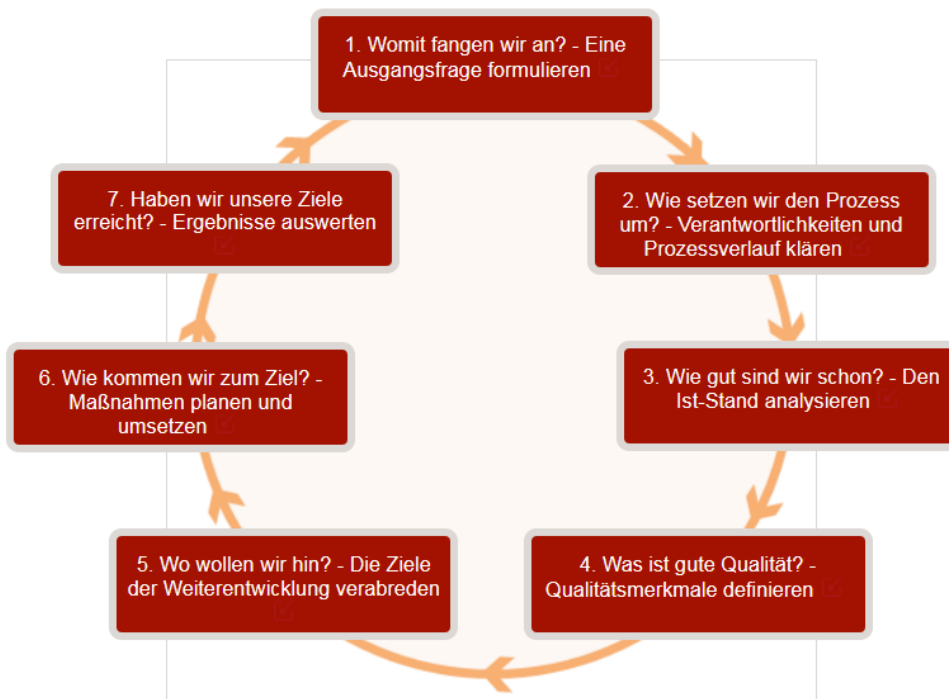 1. Womit fangen wir an? - Eine
Ausgangsfrage formulieren
2. Wie setzen wir den Prozess
um? - Verantwortlichkeiten und
Prozessverlauf klären
3. Wie gut sind wir schon? - Den
Ist-Stand analysieren
4. Was ist gute Qualität? -
Qualitätsmerkmale definieren
5. Wo wollen wir hin? - Die Ziele
der Weiterentwicklung verabreden
6. Wie kommen wir zum Ziel? -
Maßnahmen planen und
umsetzen
7. Haben wir unsere Ziele
erreicht? - Ergebnisse auswerten